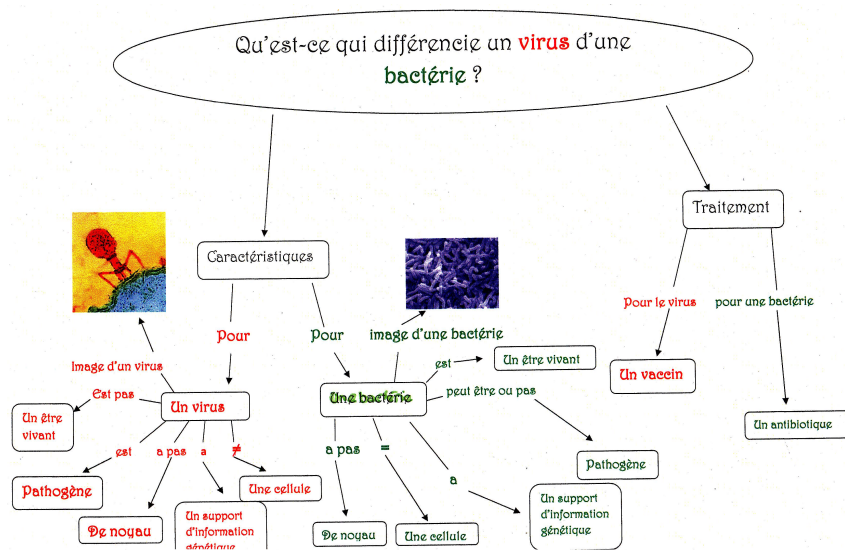 Qu'est-ce qui différencie un virus d'une
bactérie ?
Traitement
Caractéristiques
Pour le virus
pour une bactérie
Pour
Pour
image d'une bactérie
Image d'un virus
est
Un être vivant
Un vaccin
Est pas
Un virus
Une bactérie
peut être ou pas
Un être
vivant
Un antibiotique
est
a pas
a
≠
a pas
=
Pathogène
a
Pathogène
Une cellule
Un support
d'information
génétique
Un support
d'information
génétique
De noyau
De noyau
Une cellule